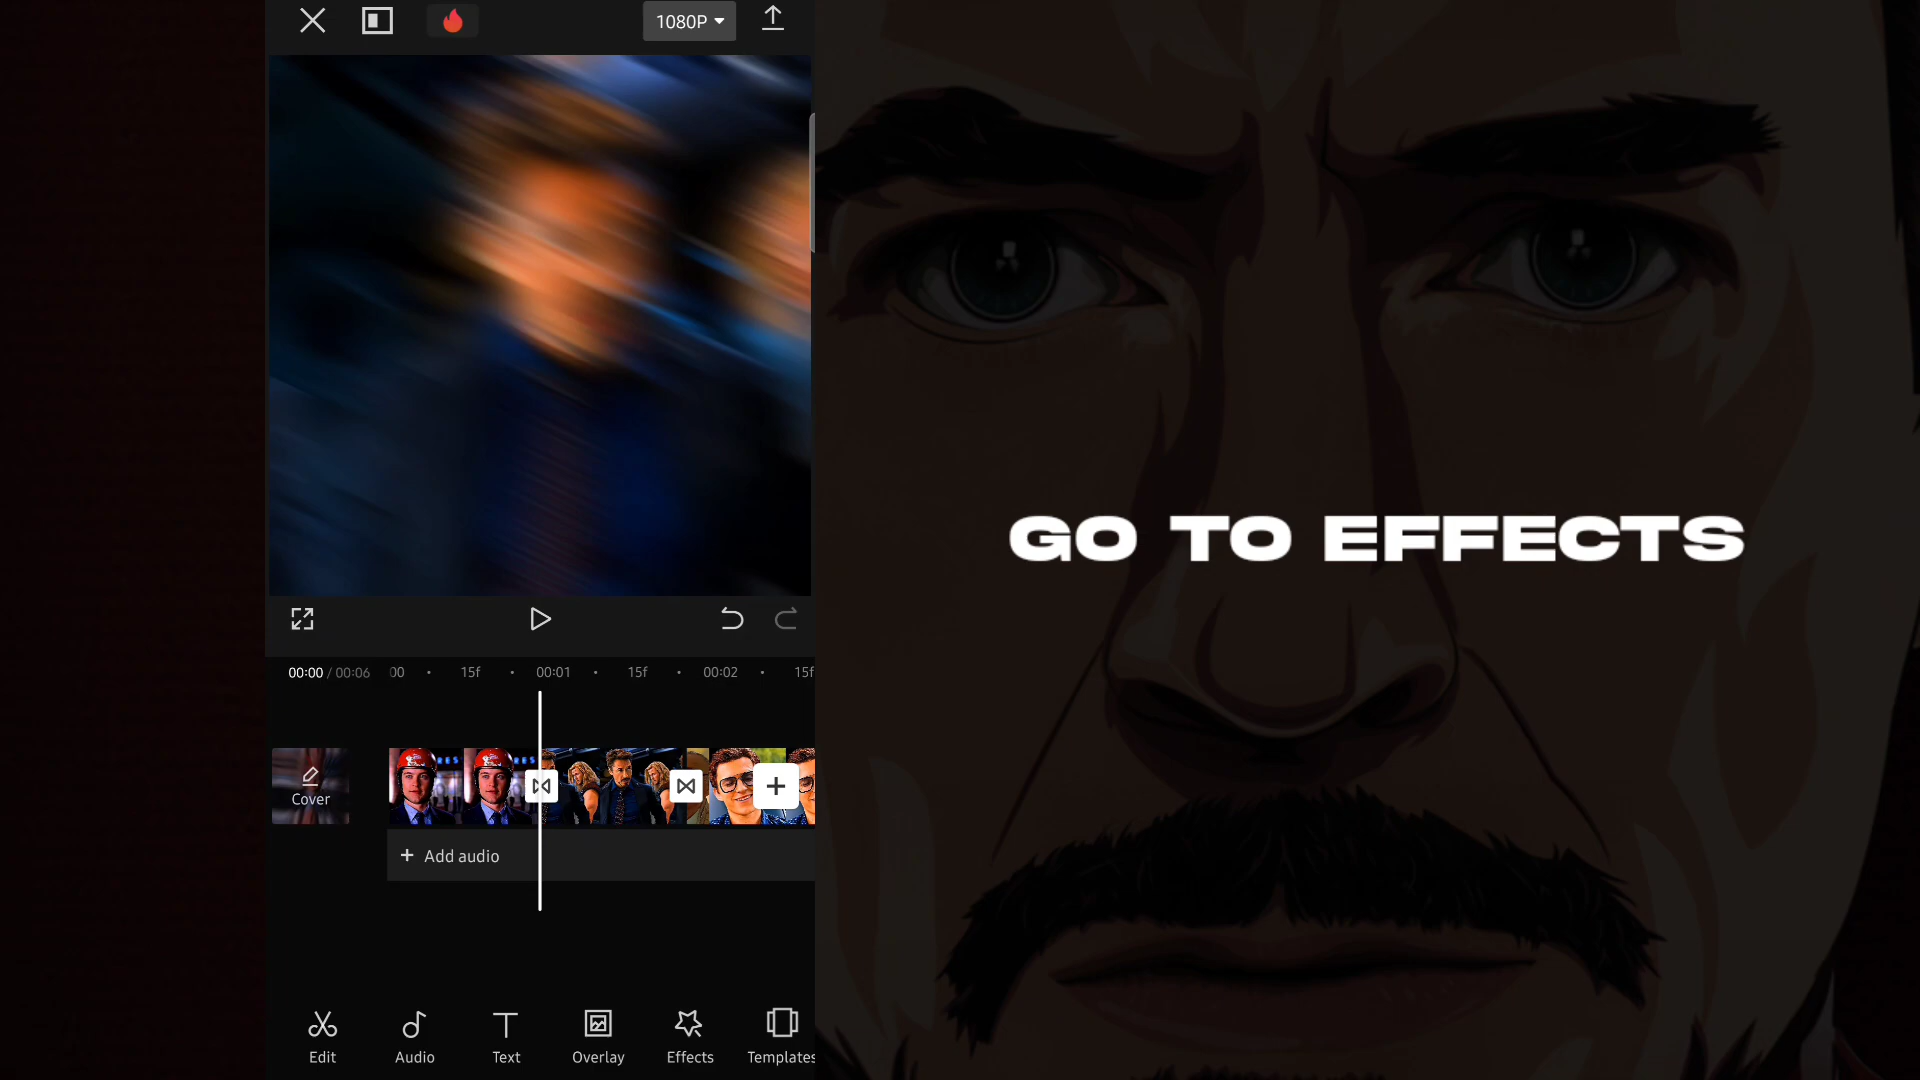 1080P
GO TO EFFECTS
00:00 / 00:06
00 15f 00:01 15f 00:02 15f
Cover
+ Add audio
Edit Audio Text Overlay Effects Templates